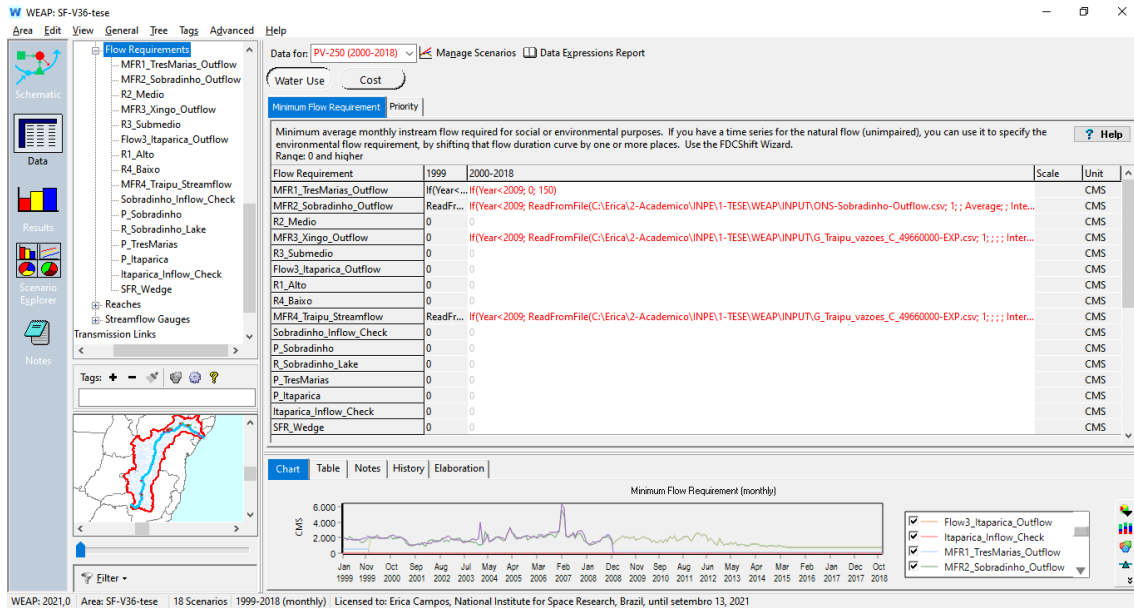 W WEAP: SF-V36-tese
Area Edit View General Tree Tags Advanced Help
Schematic
Data
Results
Scenario Explorer
Notes
Flow Requirements
MFR1_TresMarias_Outflow
MFR2_Sobradinho_Outflow
R2_Medio
MFR3_Xingo_Outflow
R3_Submedio
Flow3_Itaparica_Outflow
R1_Alto
R4_Baixo
MFR4_Traipu_Streamflow
Sobradinho_Inflow_Check
P_Sobradinho
R_Sobradinho_Lake
P_TresMarias
P_Itaparica
Itaparica_Inflow_Check
SFR_Wedge
Reaches
Streamflow Gauges
Transmission Links
Tags:
Filter
Data for: PV-250 (2000-2018) Manage Scenarios Data Expressions Report
Water Use Cost
Minimum Flow Requirement Priority
Minimum average monthly instream flow required for social or environmental purposes. If you have a time series for the natural flow (unimpaired), you can use it to specify the
environmental flow requirement, by shifting that flow duration curve by one or more places. Use the FDCShift Wizard.
Range: 0 and higher
? Help
Flow Requirement 1999 2000-2018 Scale Unit
MFR1_TresMarias_Outflow If(Year<... If(Year<2009; 0; 150) CMS
MFR2_Sobradinho_Outflow ReadFr... If(Year<2009; ReadFromFile(C:\Erica\2-Academico\INPE\1-TESE\WEAP\INPUT\ONS-Sobradinho-Outflow.csv; 1; ; Average; ; Inte... CMS
R2_Medio 0 0 CMS
MFR3_Xingo_Outflow 0 If(Year<2009; ReadFromFile(C:\Erica\2-Academico\INPE\1-TESE\WEAP\INPUT\G_Traipu_vazoes_C_49660000-EXP.csv; 1; ; ; ; Inter... CMS
R3_Submedio 0 0 CMS
Flow3_Itaparica_Outflow 0 0 CMS
R1_Alto 0 0 CMS
R4_Baixo 0 0 CMS
MFR4_Traipu_Streamflow ReadFr... If(Year<2009; ReadFromFile(C:\Erica\2-Academico\INPE\1-TESE\WEAP\INPUT\G_Traipu_vazoes_C_49660000-EXP.csv; 1; ; ; ; Inter... CMS
Sobradinho_Inflow_Check 0 0 CMS
P_Sobradinho 0 0 CMS
R_Sobradinho_Lake 0 0 CMS
P_TresMarias 0 0 CMS
P_Itaparica 0 0 CMS
Itaparica_Inflow_Check 0 0 CMS
SFR_Wedge 0 0 CMS
Chart Table Notes History Elaboration
Minimum Flow Requirement (monthly)
CMS
6.000
4.000
2.000
0
Jan Nov Oct Sep Aug Jul May Apr Mar Feb Jan Dec Nov Oct Sep Aug Jun May Apr Mar Feb Jan Dec Oct
1999 1999 2000 2001 2002 2003 2004 2005 2006 2007 2008 2008 2009 2010 2011 2012 2013 2014 2015 2016 2017 2018 2018 2018
Flow3_Itaparica_Outflow
Itaparica_Inflow_Check
MFR1_TresMarias_Outflow
MFR2_Sobradinho_Outflow
WEAP: 2021,0 Area: SF-V36-tese 18 Scenarios 1999-2018 (monthly) Licensed to: Erica Campos, National Institute for Space Research, Brazil, until setembro 13, 2021